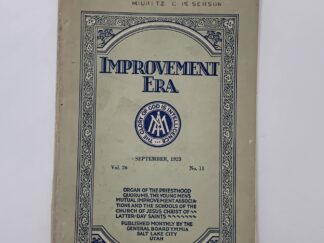 IMPROVEMENT
ERA
THE GLORY OF GOD IS INTELLIGENCE
SEPTEMBER, 1923
Vol. 26 No. 11
ORGAN OF THE PRIESTHOOD
QUORUMS, THE YOUNG MEN'S
MUTUAL IMPROVEMENT ASSOCIA-
TIONS AND THE SCHOOLS OF THE
CHURCH OF JESUS CHRIST OF
LATTER-DAY SAINTS
PUBLISHED MONTHLY BY THE
GENERAL BOARD Y.M.M.I.A.
SALT LAKE CITY
UTAH